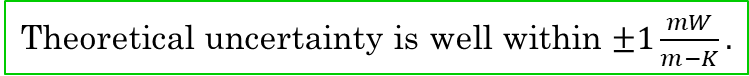 Theoretical uncertainty is well within ±1 mW/m−K.